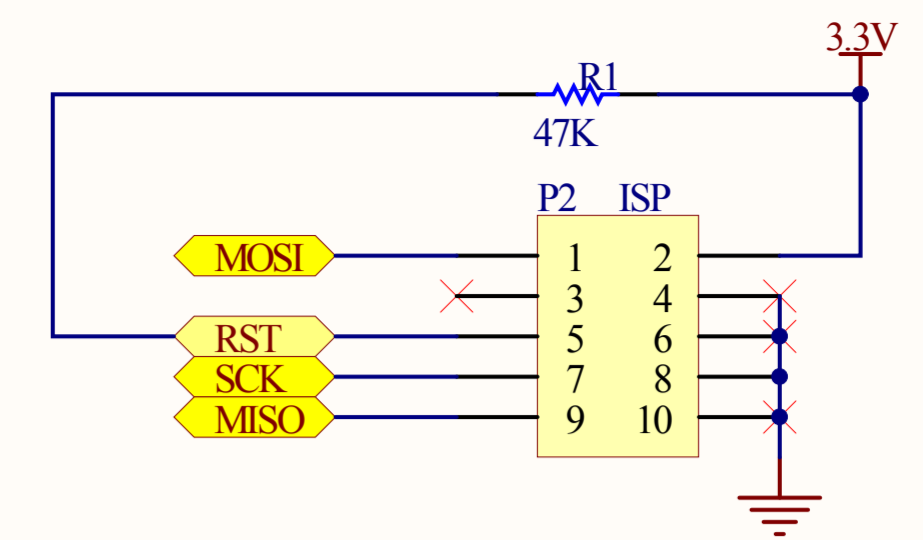 3.3V
R1
47K
P2 ISP
MOSI 1 2
3 4
RST 5 6
SCK 7 8
MISO 9 10